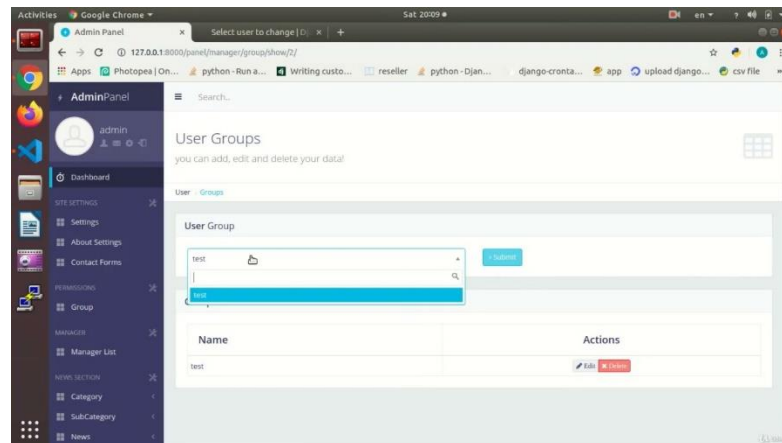 Activities Google Chrome Sat 20:09 en
Admin Panel × Select user to change | Dj × +
127.0.0.1:8000/panel/manager/group/show/2/
Apps Photopea | On... python - Run a... Writing custo... reseller python - Djan... django-cronta... app upload django... csv file »
AdminPanel
Search...
admin
User Groups
you can add, edit and delete your data!
Dashboard
User Groups
SITE SETTINGS
Settings
User Group
About Settings
Contact Forms
test
+ Submit
test
PERMISSIONS
Group
MANAGER
Name Actions
Manager List
test Edit × Delete
NEWS SECTION
Category
SubCategory
News